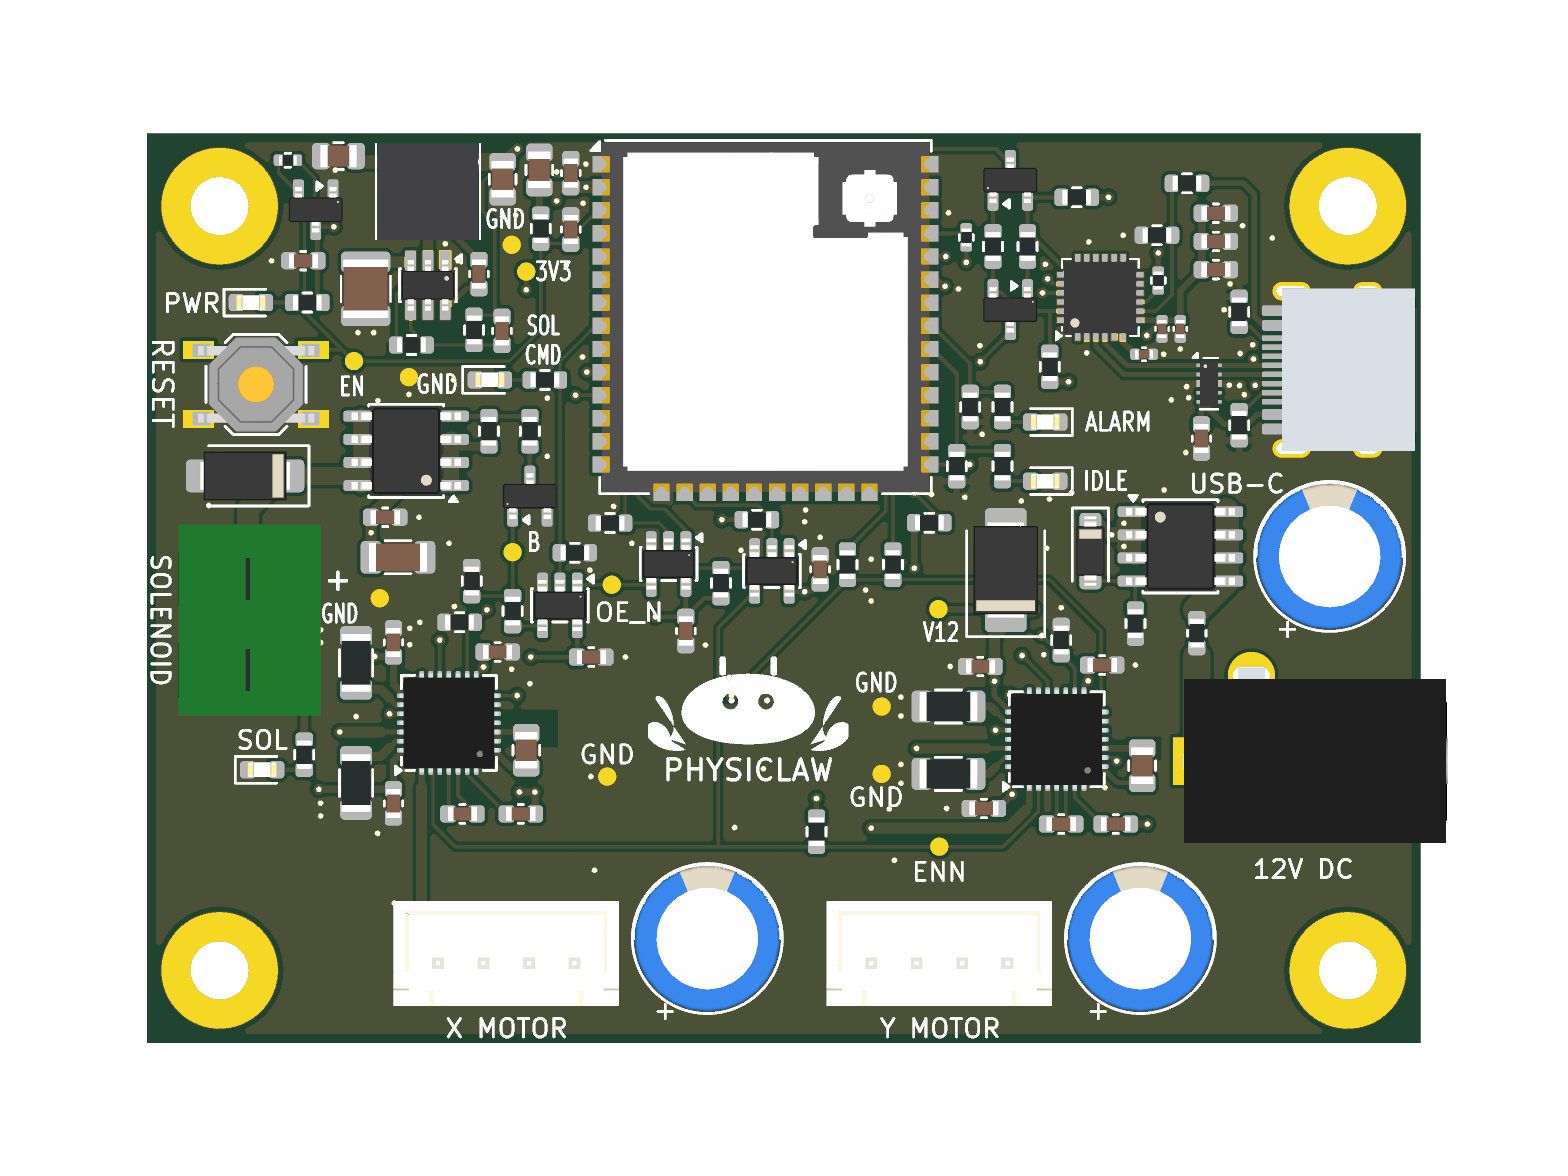 GND
3V3
PWR
SOL
CMD
RESET
EN
GND
ALARM
IDLE
USB-C
B
SOLENOID
+
GND
OE_N
V12
+
GND
SOL
GND
PHYSICLAW
GND
ENN
12V DC
+
+
X MOTOR
Y MOTOR